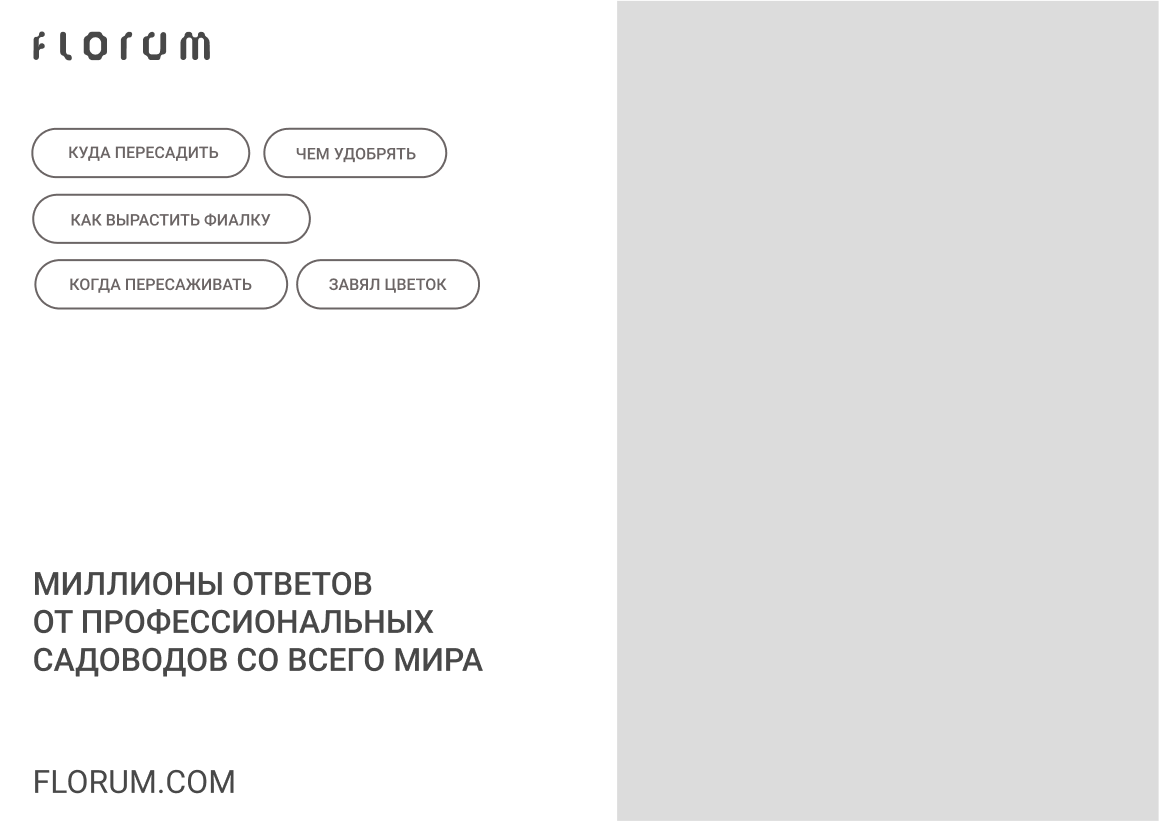 FLORUM
КУДА ПЕРЕСАДИТЬ
ЧЕМ УДОБРЯТЬ
КАК ВЫРАСТИТЬ ФИАЛКУ
КОГДА ПЕРЕСАЖИВАТЬ
ЗАВЯЛ ЦВЕТОК
МИЛЛИОНЫ ОТВЕТОВ
ОТ ПРОФЕССИОНАЛЬНЫХ
САДОВОДОВ СО ВСЕГО МИРА
FLORUM.COM